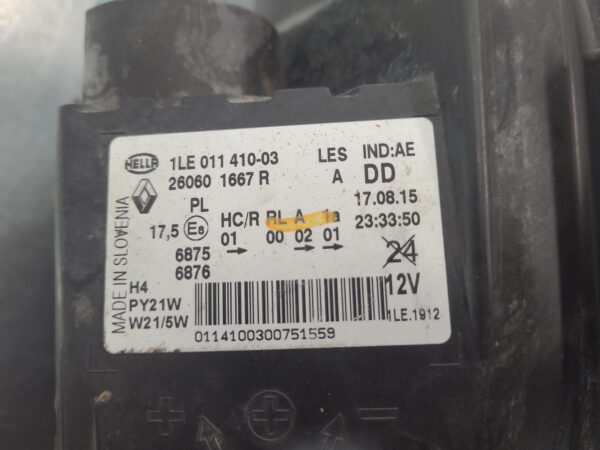 HELLA 1LE 011 410-03 LES IND:AE
26060 1667 R A DD
PL 17.08.15
17,5 E8 HC/R RL A 1a 23:33:50
01 → 00 02 → 01 →
6875
6876
24
12V
H4
PY21W
W21/5W
1LE.1912
0114100300751559
MADE IN SLOVENIA
+ + −